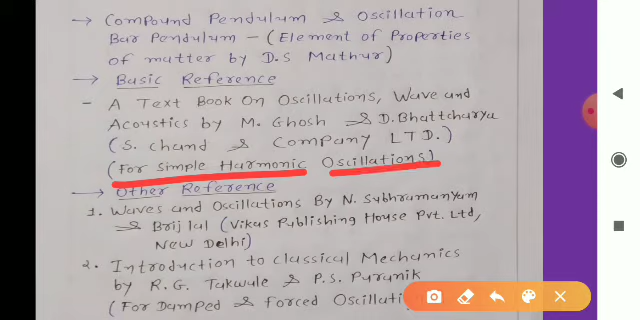 → Compound Pendulum & Oscillation
Bar Pendulum – (Element of Properties
of matter by D.S Mathur)
→ Basic Reference
– A Text Book On Oscillations, Wave and
Acoustics by M. Ghosh & D. Bhattcharya
(S. Chand & Company LTD.)
(For Simple Harmonic Oscillations)
→ Other Reference
1. Waves and Oscillations By N. Subhramanyam
& Brij lal (Vikas Publishing House Pvt. Ltd,
New Delhi)
2. Introduction to Classical Mechanics
by R.G. Takwale & P.S. Puranik
(For Damped & Forced